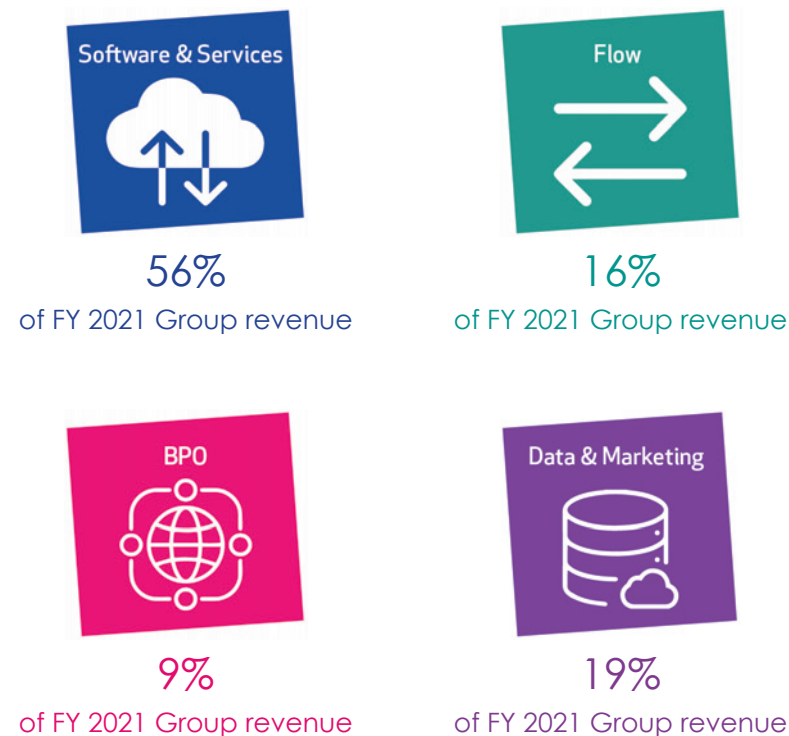 Software & Services
56%
of FY 2021 Group revenue
Flow
16%
of FY 2021 Group revenue
BPO
9%
of FY 2021 Group revenue
Data & Marketing
19%
of FY 2021 Group revenue